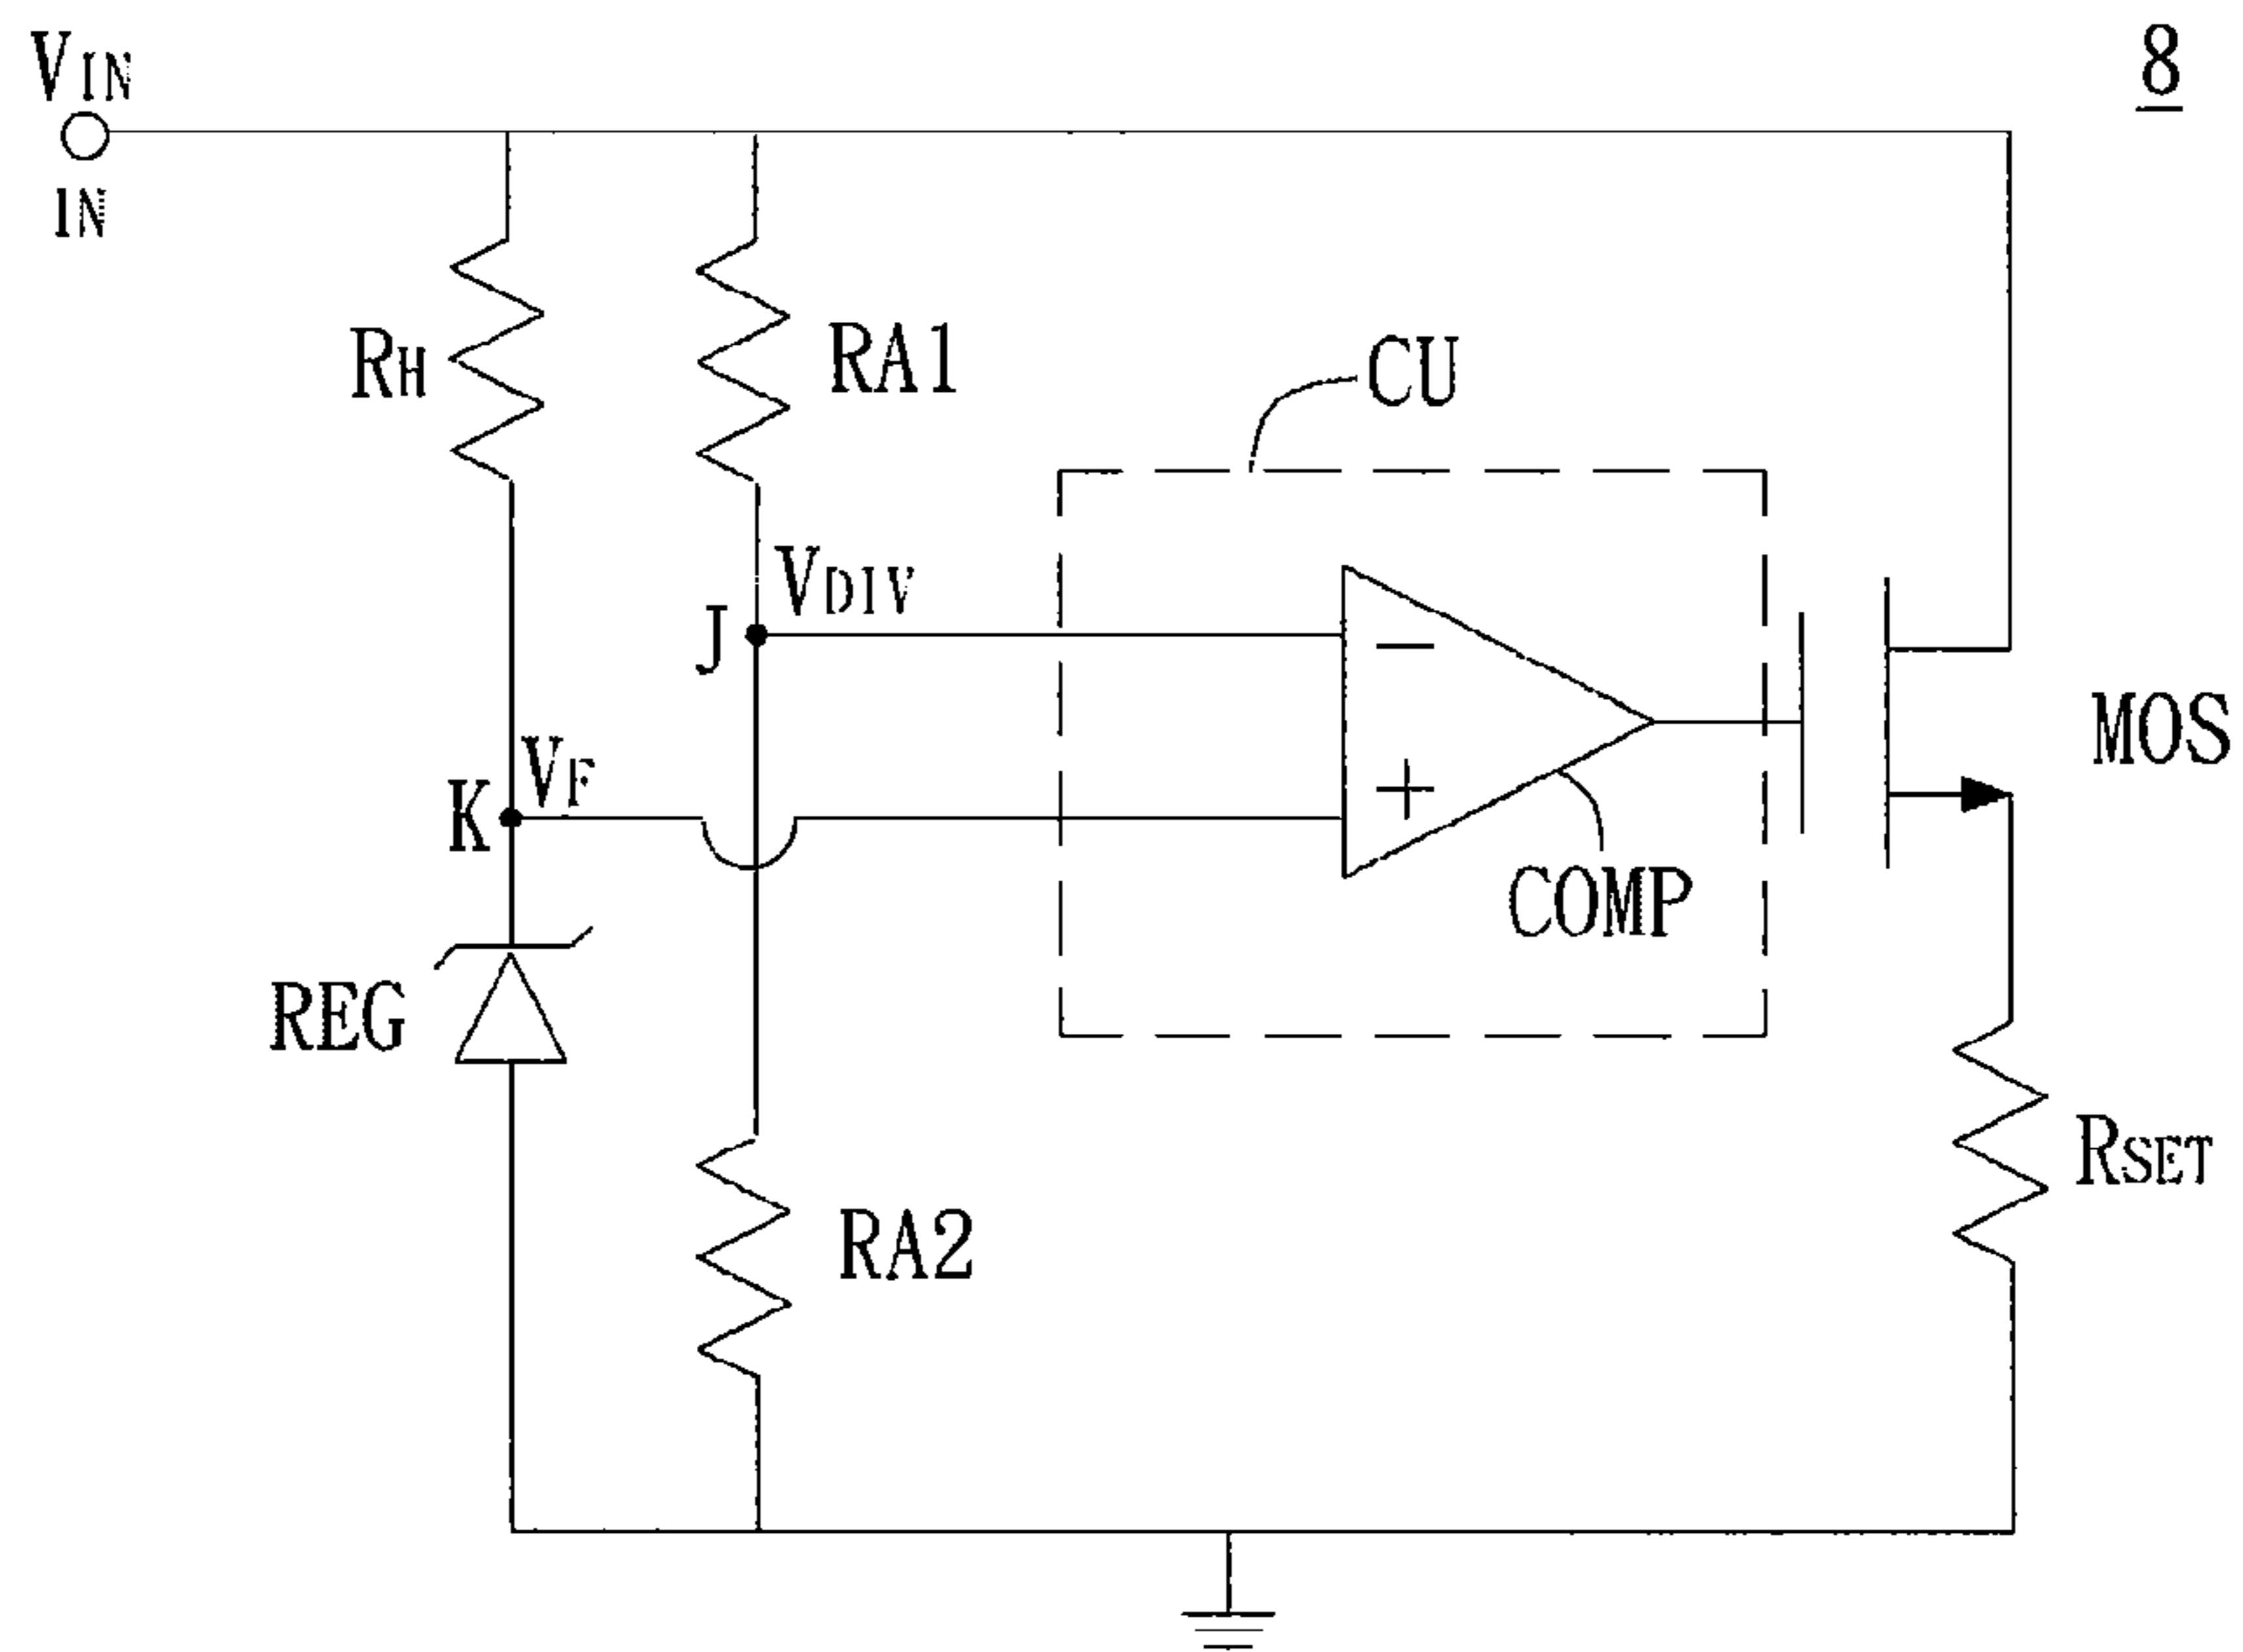 VIN
8
IN
RH
RA1
CU
VDIV
J
−
MOS
VF
K
+
COMP
REG
RSET
RA2